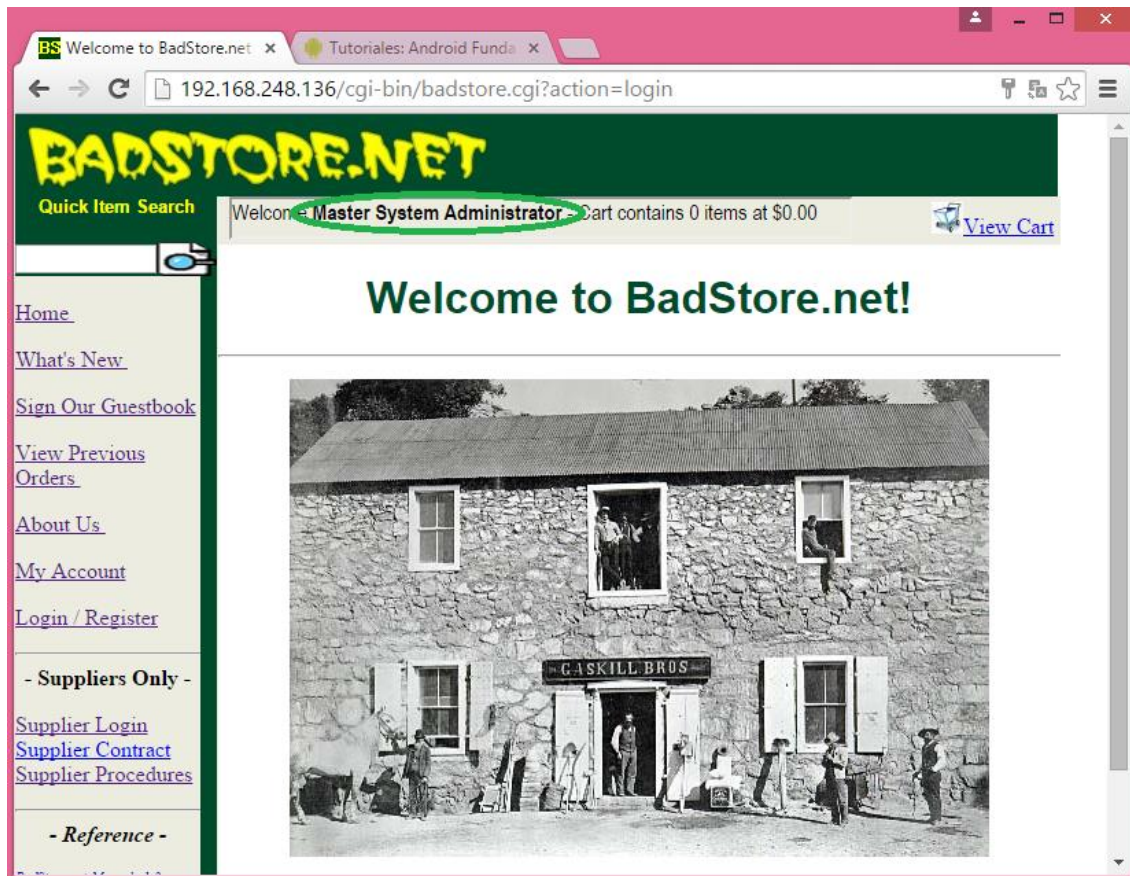 BS Welcome to BadStore.net
Tutoriales: Android Funda
192.168.248.136/cgi-bin/badstore.cgi?action=login
BADSTORE.NET
Quick Item Search
Welcome Master System Administrator - Cart contains 0 items at $0.00
View Cart
Welcome to BadStore.net!
Home
What's New
Sign Our Guestbook
View Previous
Orders
About Us
My Account
Login / Register
- Suppliers Only -
Supplier Login
Supplier Contract
Supplier Procedures
- Reference -
GASKILL BROS